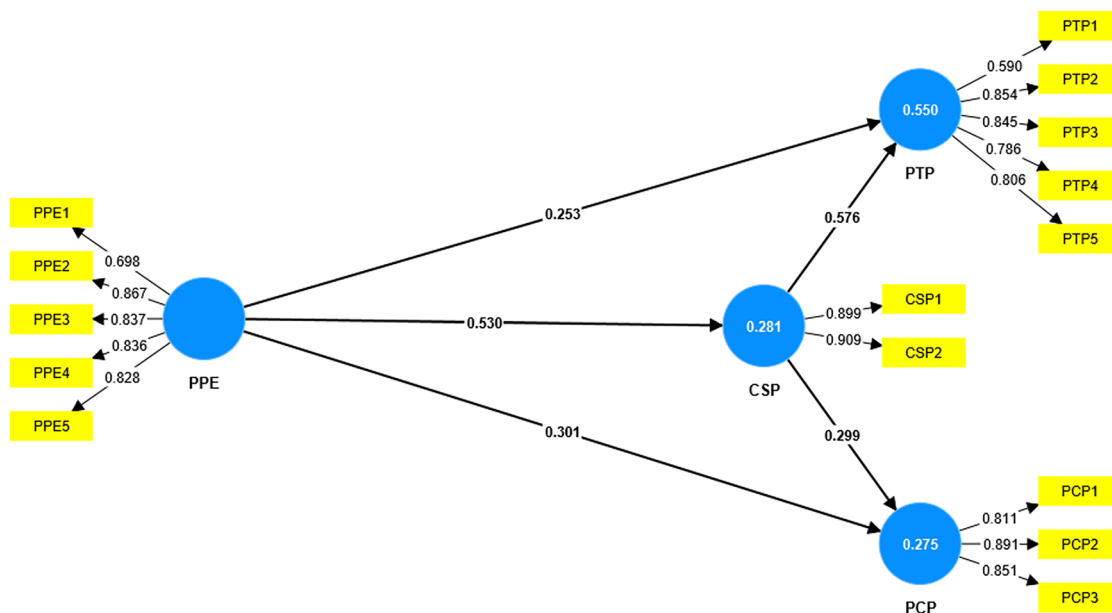 PTP1
0.590
PTP2
0.854
0.550
PTP3
0.845
0.786
PTP4
0.806
PTP
PTP5
PPE1
0.253
0.576
0.698
PPE2
0.867
CSP1
0.899
PPE3
0.837
0.530
0.281
0.909
CSP2
0.836
PPE4
0.828
PPE
CSP
PPE5
0.301
0.299
PCP1
0.811
0.275
0.891
PCP2
0.851
PCP3
PCP